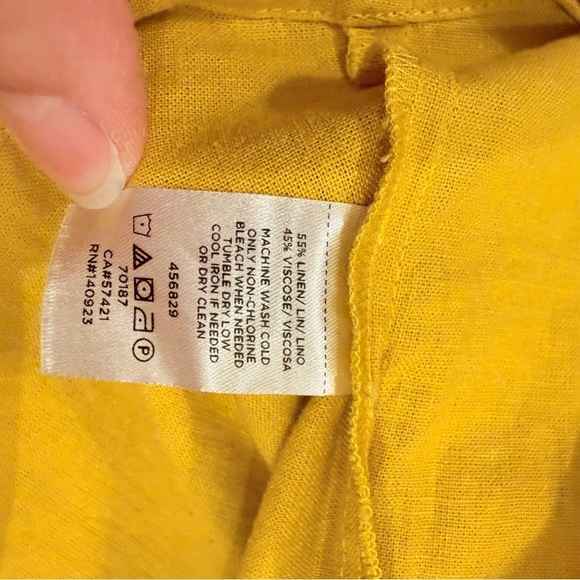 55% LINEN/ LIN/ LINO
45% VISCOSE/ VISCOSA
MACHINE WASH COLD
ONLY NON-CHLORINE
BLEACH WHEN NEEDED
TUMBLE DRY LOW
COOL IRON IF NEEDED
OR DRY CLEAN
456829
P
70187
CA#57421
RN#140923